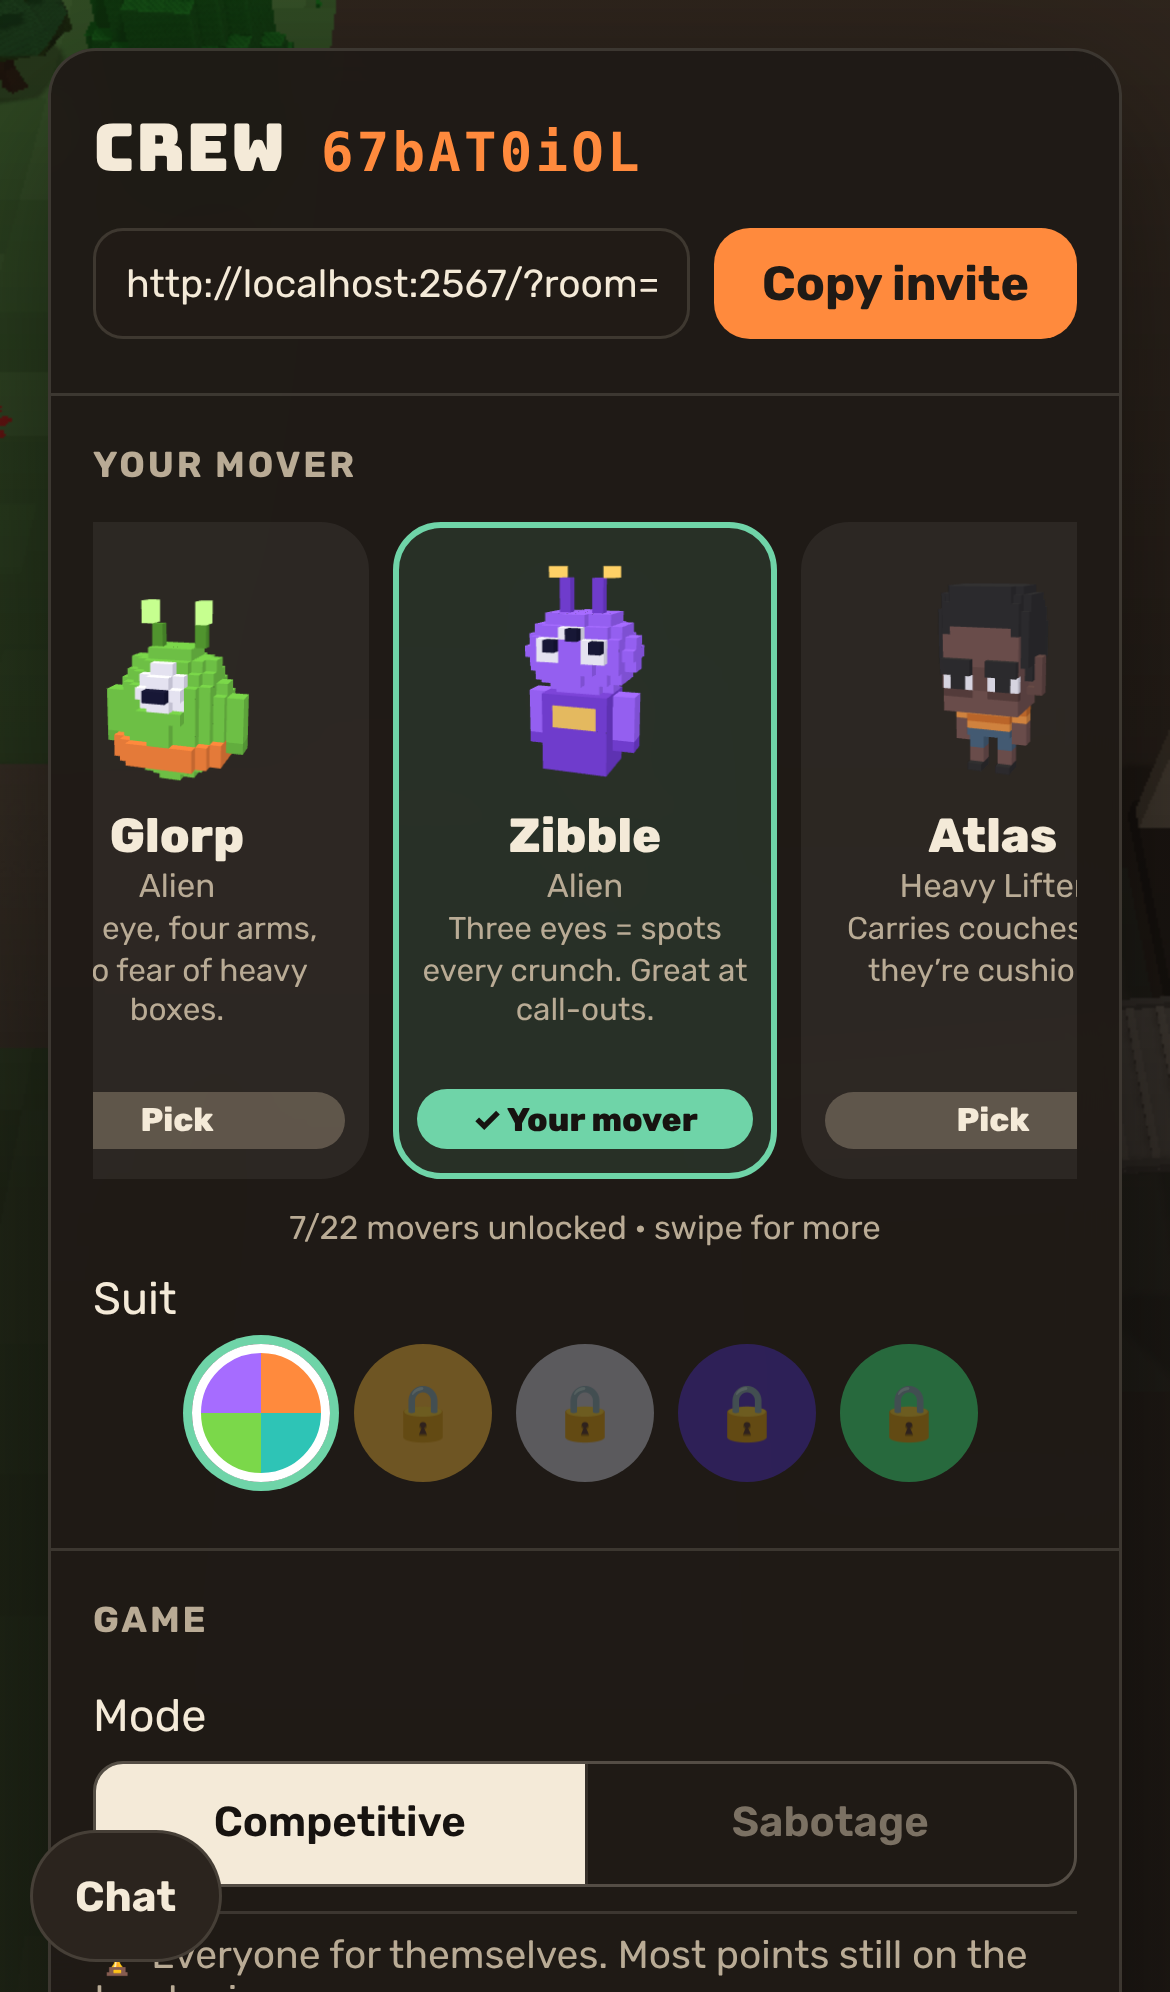 CREW 67bAT0iOL
http://localhost:2567/?room=
Copy invite
YOUR MOVER
Glorp
Alien
eye, four arms,
fear of heavy
boxes.
Pick
Zibble
Alien
Three eyes = spots
every crunch. Great at
call-outs.
✓ Your mover
Atlas
Heavy Lifter
Carries couches
they’re
Pick
7/22 movers unlocked • swipe for more
Suit
GAME
Mode
Competitive
Sabotage
Chat
Everyone for themselves. Most points still on the